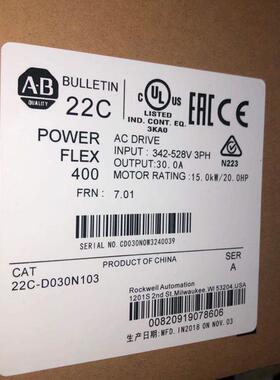 A-B
QUALITY
BULLETIN
22C
c UL us
LISTED
IND. CONT. EQ.
3KA0
EAC
CE
N223
POWER
FLEX
400
AC DRIVE
INPUT : 342-528V 3PH
OUTPUT:30.0A
MOTOR RATING:15.0kW/20.0HP
FRN : 7.01
SERIAL NO.CD030N0W3240039
CAT
22C-D030N103
PRODUCT OF CHINA
SER
A
Rockwell Automation
1201S 2nd St.Milwaukee.WI 53204.USA
00820919078606
生产日期:MFD.IN2018 ON NOV.03